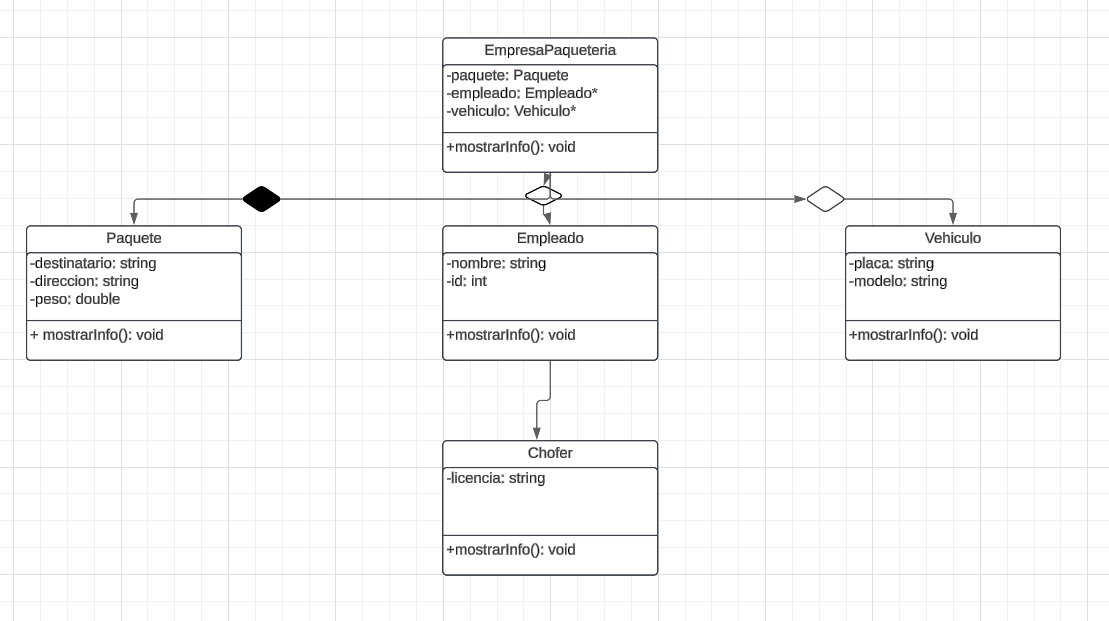 EmpresaPaqueteria
-paquete: Paquete
-empleado: Empleado*
-vehiculo: Vehiculo*
+mostrarInfo(): void
Paquete
-destinatario: string
-direccion: string
-peso: double
+ mostrarInfo(): void
Empleado
-nombre: string
-id: int
+mostrarInfo(): void
Vehiculo
-placa: string
-modelo: string
+mostrarInfo(): void
Chofer
-licencia: string
+mostrarInfo(): void